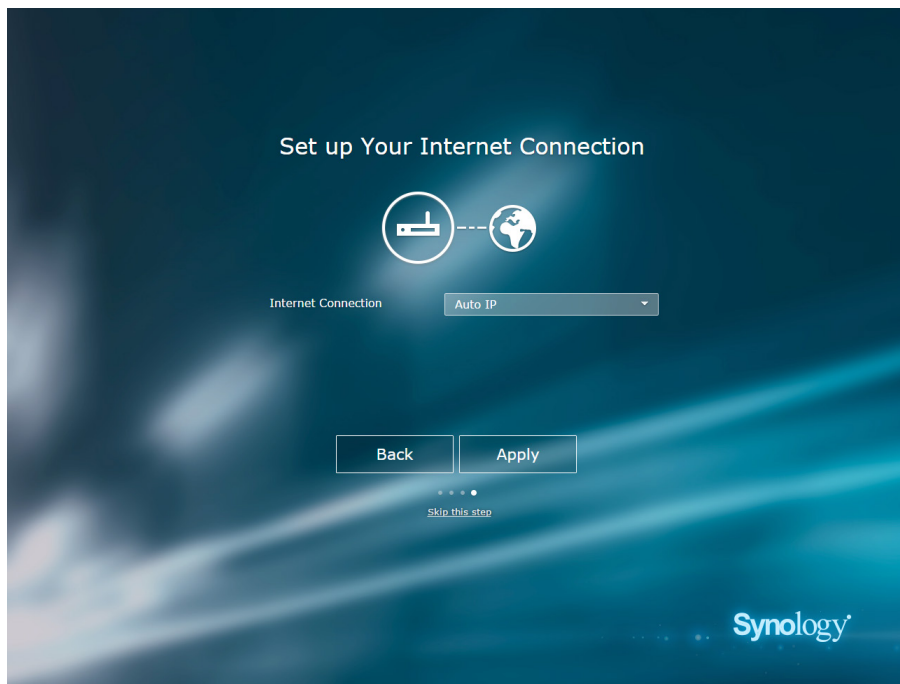 Set up Your Internet Connection
Internet Connection
Auto IP
Back
Apply
Skip this step
Synology